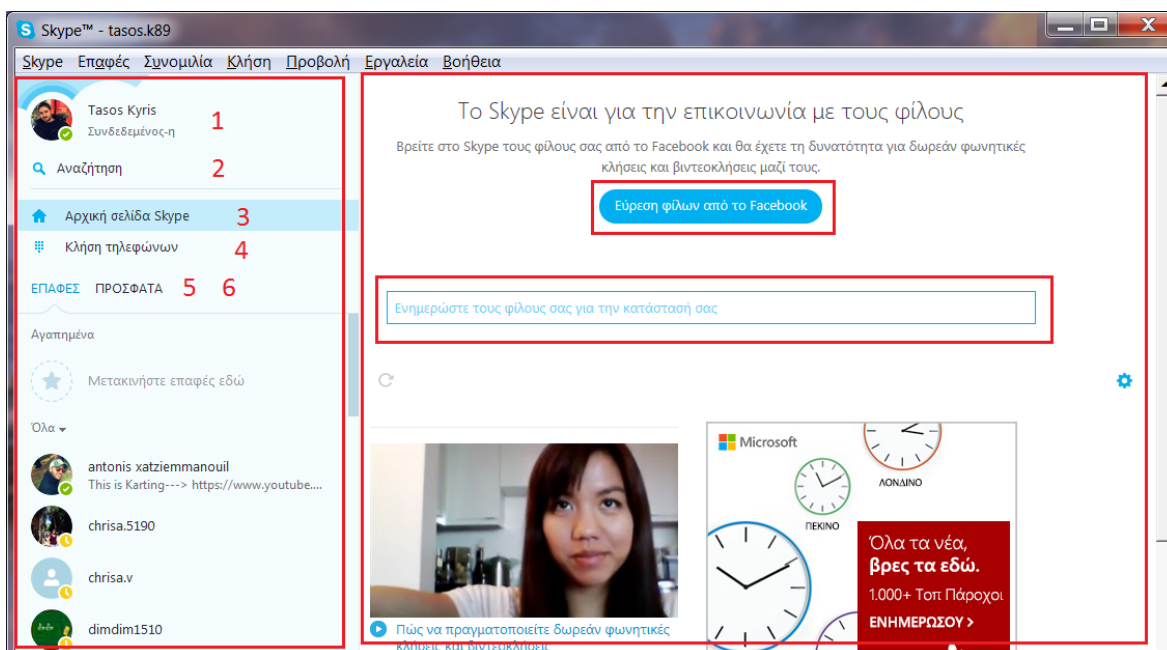 Skype™ - tasos.k89
Skype Επαφές Συνομιλία Κλήση Προβολή Εργαλεία Βοήθεια
Tasos Kyris
Συνδεδεμένος-η
1
Αναζήτηση 2
Αρχική σελίδα Skype 3
Κλήση τηλεφώνων 4
ΕΠΑΦΕΣ ΠΡΟΣΦΑΤΑ 5 6
Αγαπημένα
Μετακινήστε επαφές εδώ
Όλα
antonis xatziemmanouil
This is Karting---> https://www.youtube....
chrisa.5190
chrisa.v
dimdim1510
Το Skype είναι για την επικοινωνία με τους φίλους
Βρείτε στο Skype τους φίλους σας από το Facebook και θα έχετε τη δυνατότητα για δωρεάν φωνητικές
κλήσεις και βιντεοκλήσεις μαζί τους.
Εύρεση φίλων από το Facebook
Ενημερώστε τους φίλους σας για την κατάστασή σας
Πώς να πραγματοποιείτε δωρεάν φωνητικές
κλήσεις και βιντεοκλήσεις
Microsoft
ΛΟΝΔΙΝΟ
ΠΕΚΙΝΟ
Όλα τα νέα,
βρες τα εδώ.
1.000+ Τοπ Πάροχοι
ΕΝΗΜΕΡΩΣΟΥ >